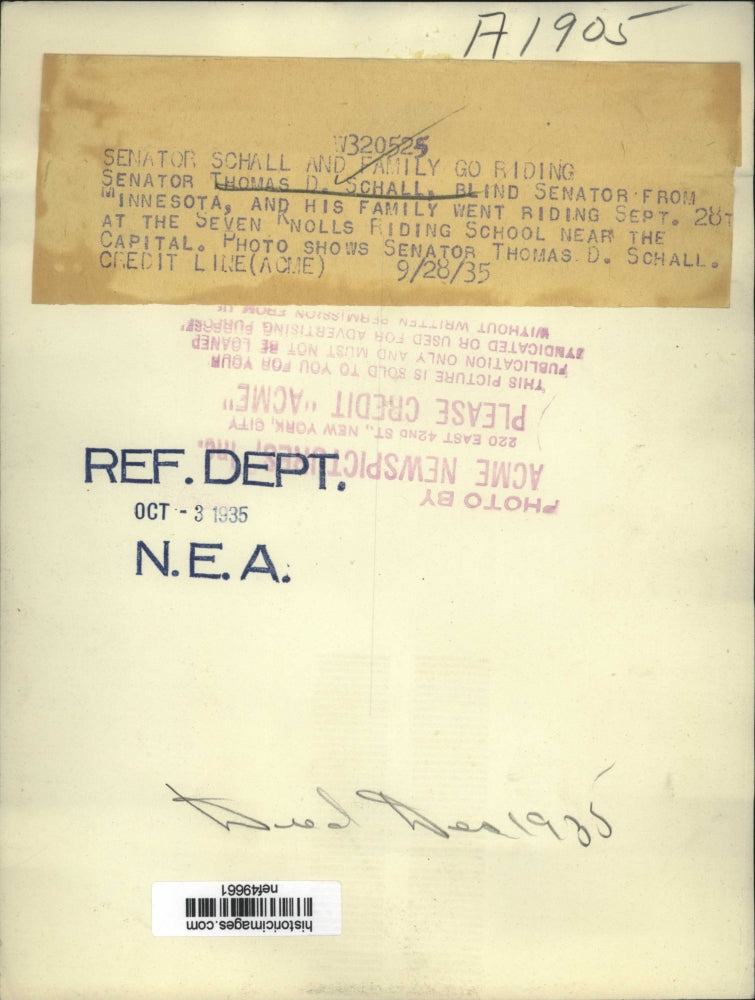 A1905
W320525
SENATOR SCHALL AND FAMILY GO RIDING
SENATOR THOMAS D. SCHALL, BLIND SENATOR FROM
MINNESOTA, AND HIS FAMILY WENT RIDING SEPT. 28T
AT THE SEVEN KNOLLS RIDING SCHOOL NEAR THE
CAPITAL. PHOTO SHOWS SENATOR THOMAS D. SCHALL.
CREDIT LINE(ACME) 9/28/35
PHOTO BY
ACME NEWSPICTURES, Inc.
220 EAST 42ND ST., NEW YORK, CITY
PLEASE CREDIT "ACME"
THIS PICTURE IS SOLD TO YOU FOR YOUR
PUBLICATION ONLY AND MUST NOT BE LOANED
SYNDICATED OR USED FOR ADVERTISING PURPOSE
WITHOUT WRITTEN PERMISSION FROM US
REF. DEPT.
OCT - 3 1935
N.E.A.
Died Dec 1935
historicimages.com
nef49661